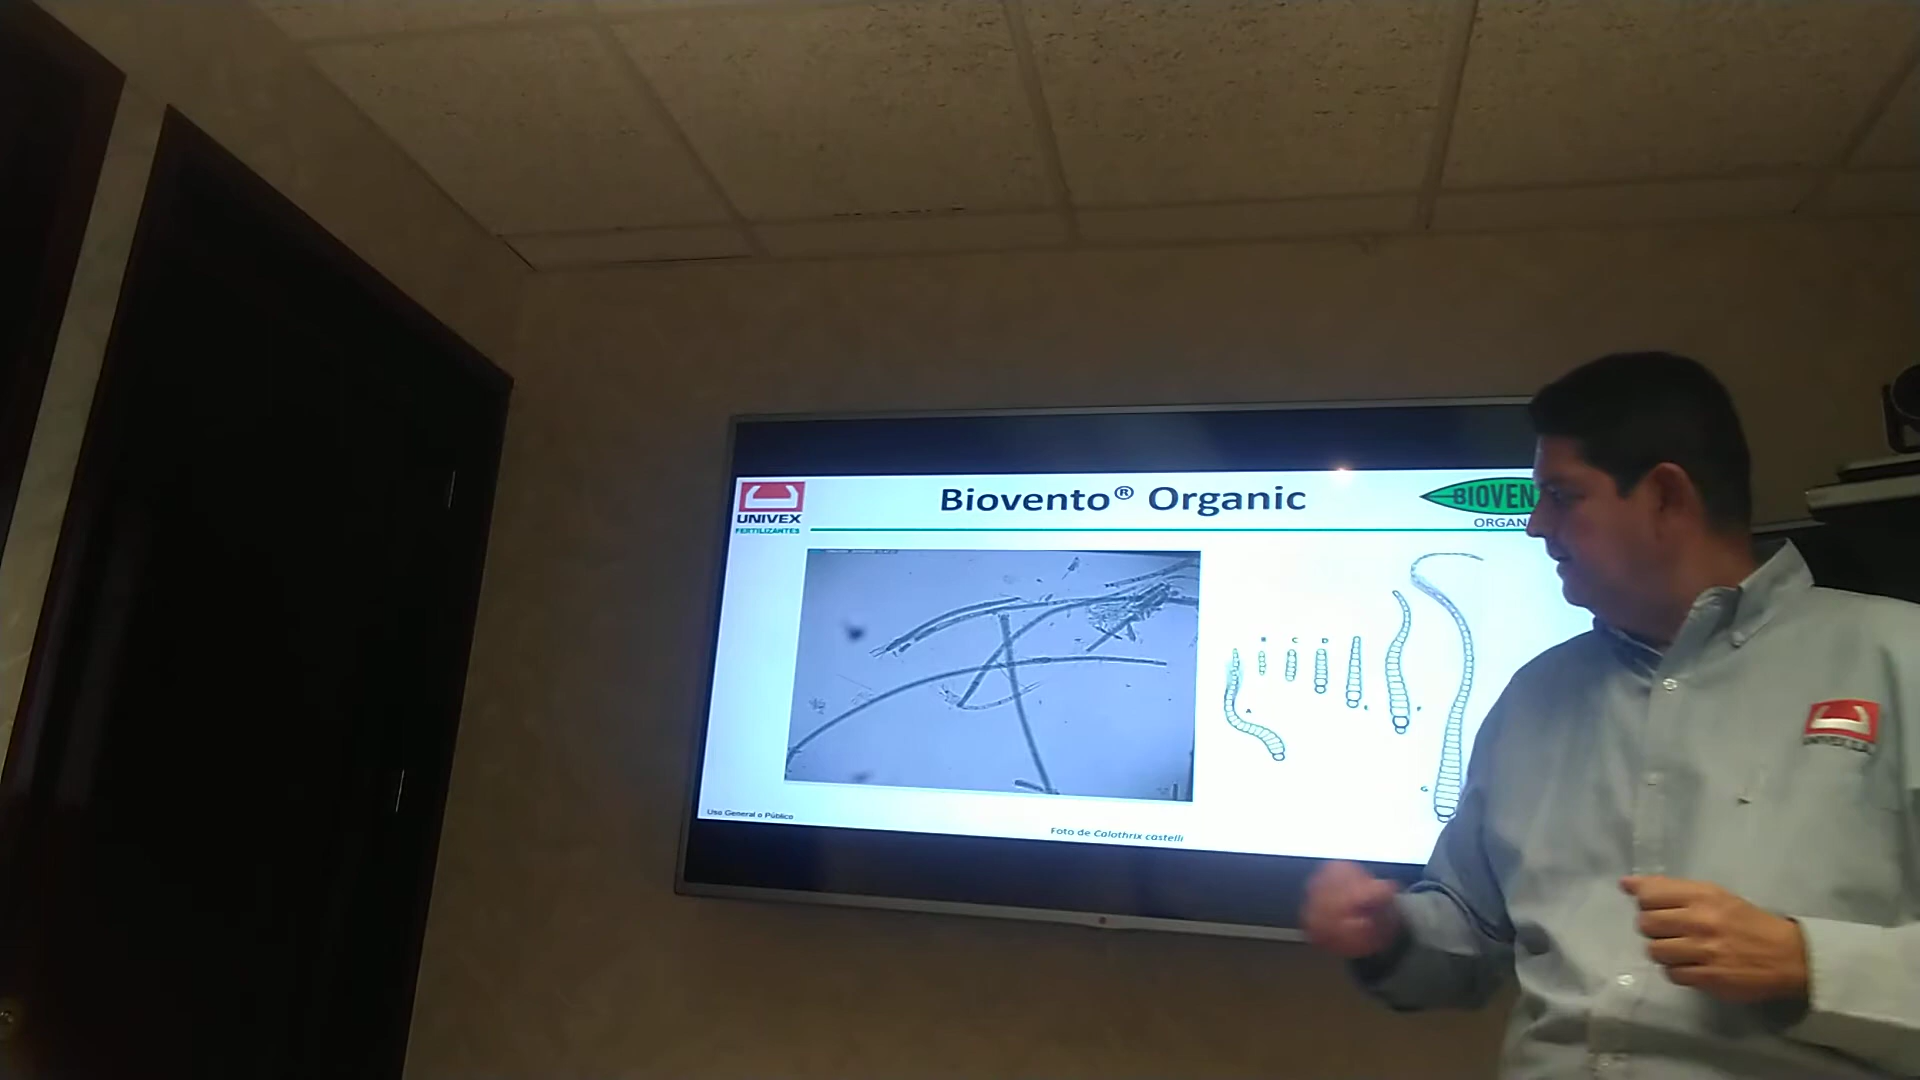 Biovento® Organic
UNIVEX
FERTILIZANTES
BIOVEN
ORGAN
B C D
A
E
F
G
Uso General o Público
Foto de Calothrix castelli